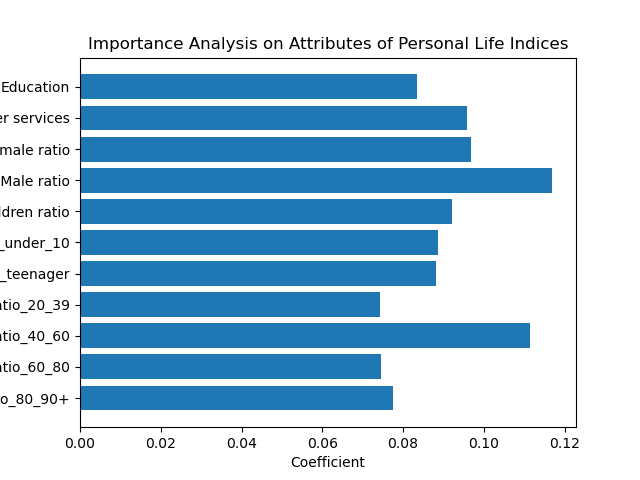 Importance Analysis on Attributes of Personal Life Indices
Education
er services
male ratio
Male ratio
ldren ratio
_under_10
_teenager
atio_20_39
atio_40_60
atio_60_80
o_80_90+
0.00 0.02 0.04 0.06 0.08 0.10 0.12
Coefficient